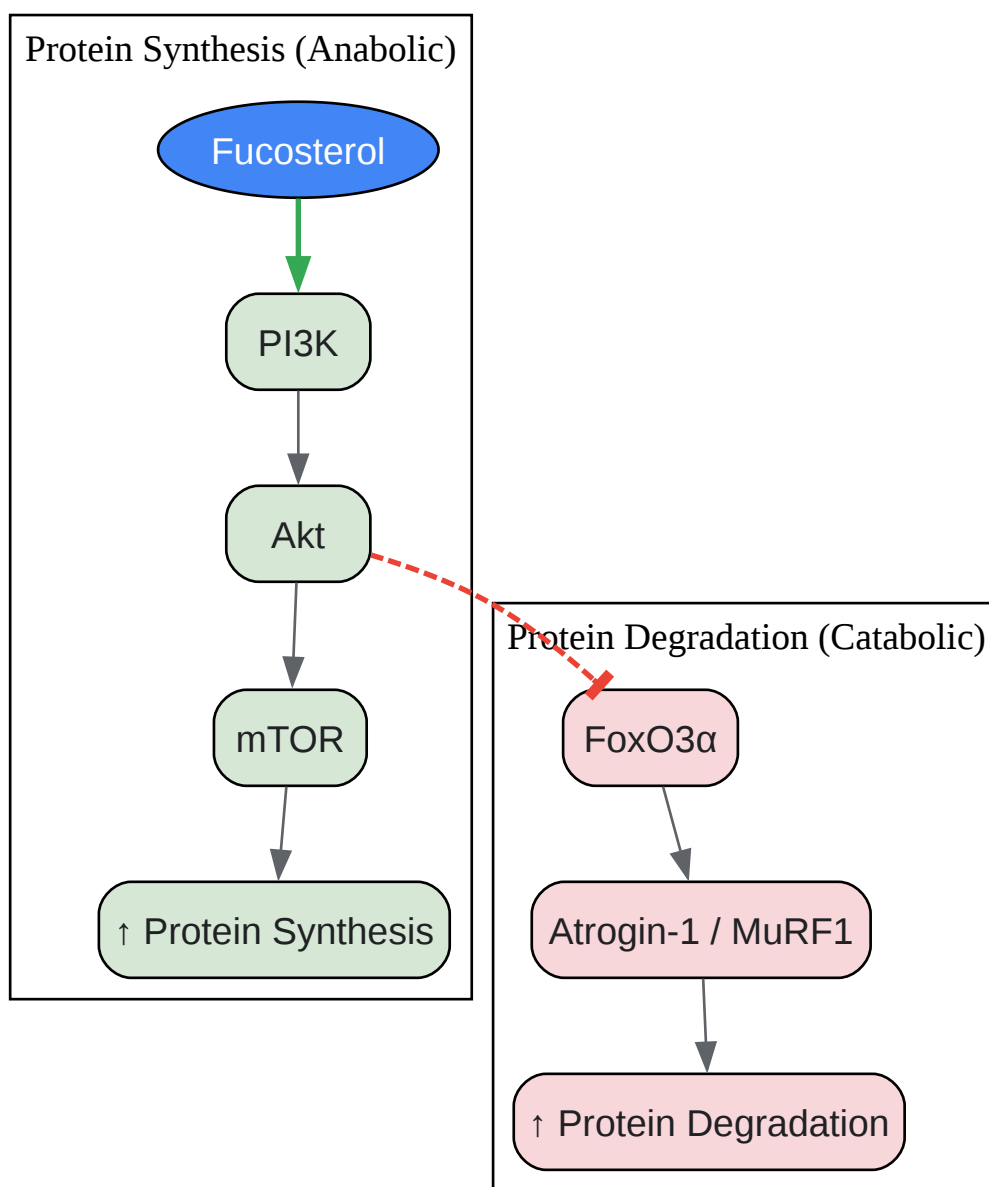 Protein Synthesis (Anabolic)
Fucosterol
PI3K
Akt
mTOR
↑ Protein Synthesis
Protein Degradation (Catabolic)
FoxO3α
Atrogin-1 / MuRF1
↑ Protein Degradation